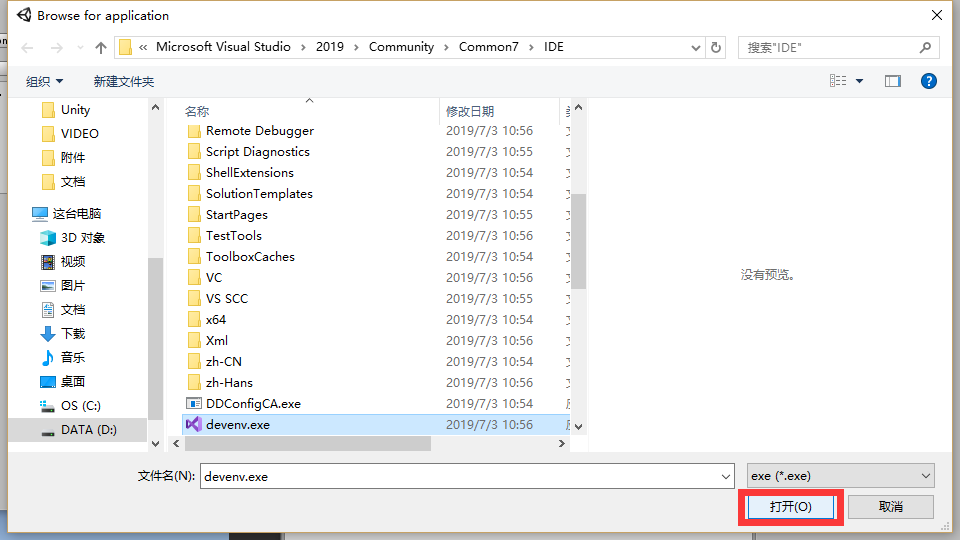 Browse for application
« Microsoft Visual Studio › 2019 › Community › Common7 › IDE
搜索"IDE"
组织 新建文件夹
Unity
VIDEO
附件
文档
这台电脑
3D 对象
视频
图片
文档
下载
音乐
桌面
OS (C:)
DATA (D:)
名称 修改日期
Remote Debugger 2019/7/3 10:56
Script Diagnostics 2019/7/3 10:55
ShellExtensions 2019/7/3 10:54
SolutionTemplates 2019/7/3 10:54
StartPages 2019/7/3 10:55
TestTools 2019/7/3 10:56
ToolboxCaches 2019/7/3 10:54
VC 2019/7/3 10:56
VS SCC 2019/7/3 10:55
x64 2019/7/3 10:54
Xml 2019/7/3 10:56
zh-CN 2019/7/3 10:54
zh-Hans 2019/7/3 10:56
DDConfigCA.exe 2019/7/3 10:54
devenv.exe 2019/7/3 10:56
没有预览。
文件名(N): devenv.exe
exe (*.exe)
打开(O) 取消